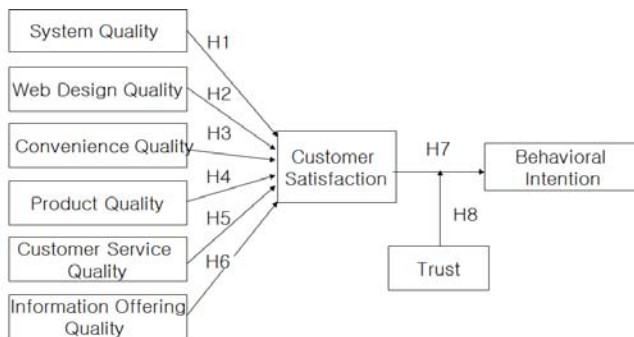 System Quality
H1
Web Design Quality
H2
Convenience Quality
H3
Customer
Satisfaction
H7
Behavioral
Intention
H4
Product Quality
H5
H8
Customer Service
Quality
H6
Trust
Information Offering
Quality